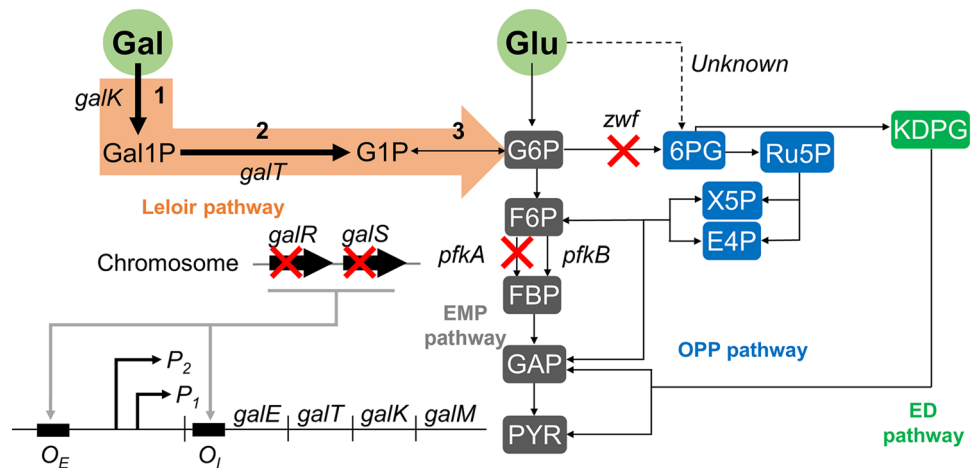 Gal
Glu
Unknown
galK
1
2
3
zwf
KDPG
Gal1P
G1P
G6P
6PG
Ru5P
galT
Leloir pathway
X5P
F6P
E4P
galR
galS
Chromosome
pfkA
pfkB
FBP
EMP
pathway
OPP pathway
GAP
P2
P1
galE
galT
galK
galM
PYR
ED
pathway
OE
OI